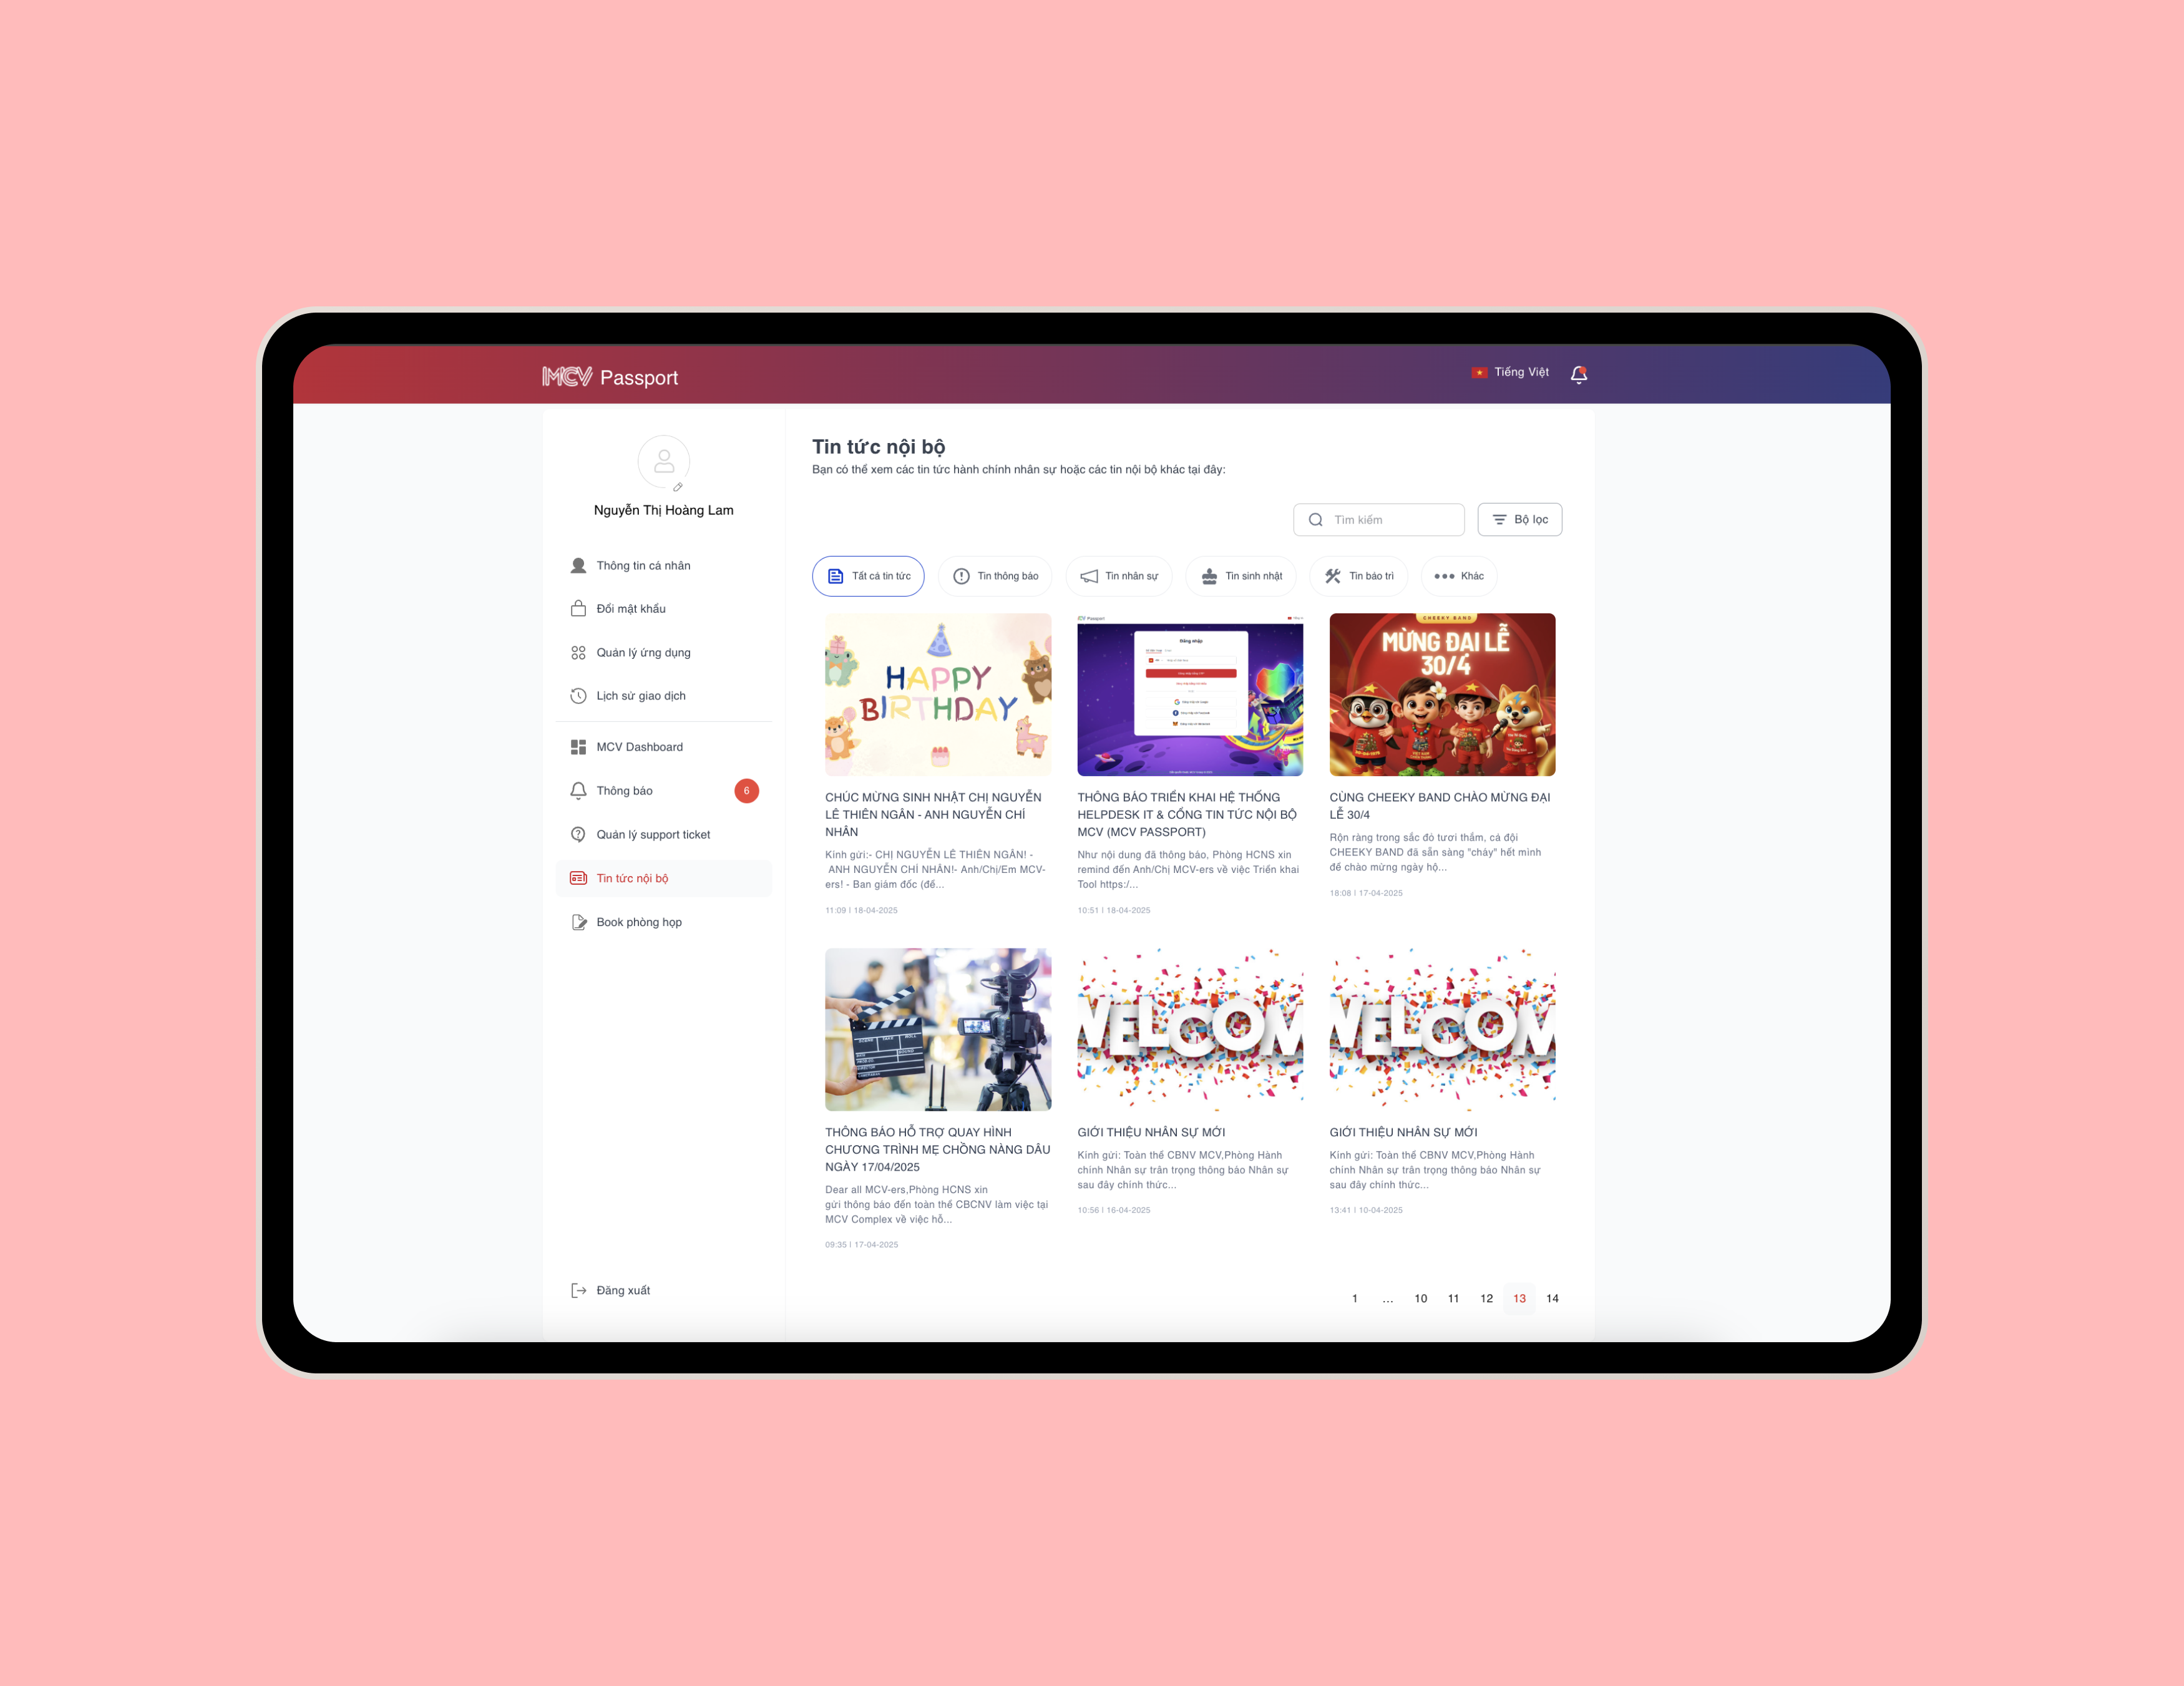 MCV Passport
Tiếng Việt
Nguyễn Thị Hoàng Lam
Thông tin cá nhân
Đổi mật khẩu
Quản lý ứng dụng
Lịch sử giao dịch
MCV Dashboard
Thông báo
6
Quản lý support ticket
Tin tức nội bộ
Book phòng họp
Đăng xuất
Tin tức nội bộ
Bạn có thể xem các tin tức hành chính nhân sự hoặc các tin nội bộ khác tại đây:
Tìm kiếm
Bộ lọc
Tất cả tin tức
Tin thông báo
Tin nhân sự
Tin sinh nhật
Tin bảo trì
Khác
HAPPY
BIRTHDAY
CHÚC MỪNG SINH NHẬT CHỊ NGUYỄN
LÊ THIÊN NGÂN - ANH NGUYỄN CHÍ
NHÂN
Kính gửi:- CHỊ NGUYỄN LÊ THIÊN NGÂN! -
ANH NGUYỄN CHÍ NHÂN!- Anh/Chị/Em MCV-
ers! - Ban giám đốc (để...
11:09 | 18-04-2025
MCV Passport
Đăng nhập
THÔNG BÁO TRIỂN KHAI HỆ THỐNG
HELPDESK IT & CỔNG TIN TỨC NỘI BỘ
MCV (MCV PASSPORT)
Như nội dung đã thông báo, Phòng HCNS xin
remind đến Anh/Chị MCV-ers về việc Triển khai
Tool https:/...
10:51 | 18-04-2025
CHEEKY BAND
MỪNG ĐẠI LỄ
30/4
CÙNG CHEEKY BAND CHÀO MỪNG ĐẠI
LỄ 30/4
Rộn ràng trong sắc đỏ tươi thắm, cả đội
CHEEKY BAND đã sẵn sàng "cháy" hết mình
để chào mừng ngày hộ...
18:08 | 17-04-2025
THÔNG BÁO HỖ TRỢ QUAY HÌNH
CHƯƠNG TRÌNH MẸ CHỒNG NÀNG DÂU
NGÀY 17/04/2025
Dear all MCV-ers,Phòng HCNS xin
gửi thông báo đến toàn thể CBCNV làm việc tại
MCV Complex về việc hỗ...
09:35 | 17-04-2025
WELCOM
GIỚI THIỆU NHÂN SỰ MỚI
Kính gửi: Toàn thể CBNV MCV,Phòng Hành
chính Nhân sự trân trọng thông báo Nhân sự
sau đây chính thức...
10:56 | 16-04-2025
WELCOM
GIỚI THIỆU NHÂN SỰ MỚI
Kính gửi: Toàn thể CBNV MCV,Phòng Hành
chính Nhân sự trân trọng thông báo Nhân sự
sau đây chính thức...
13:41 | 10-04-2025
1 ... 10 11 12 13 14